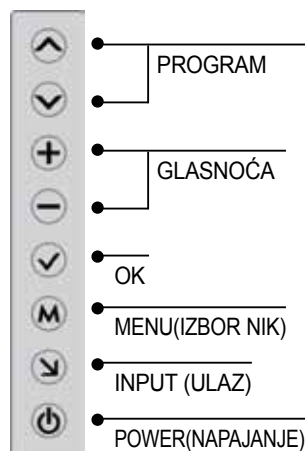 PROGRAM
GLASNOĆA
OK
M
MENU(IZBOR NIK)
INPUT (ULAZ)
POWER(NAPAJANJE)